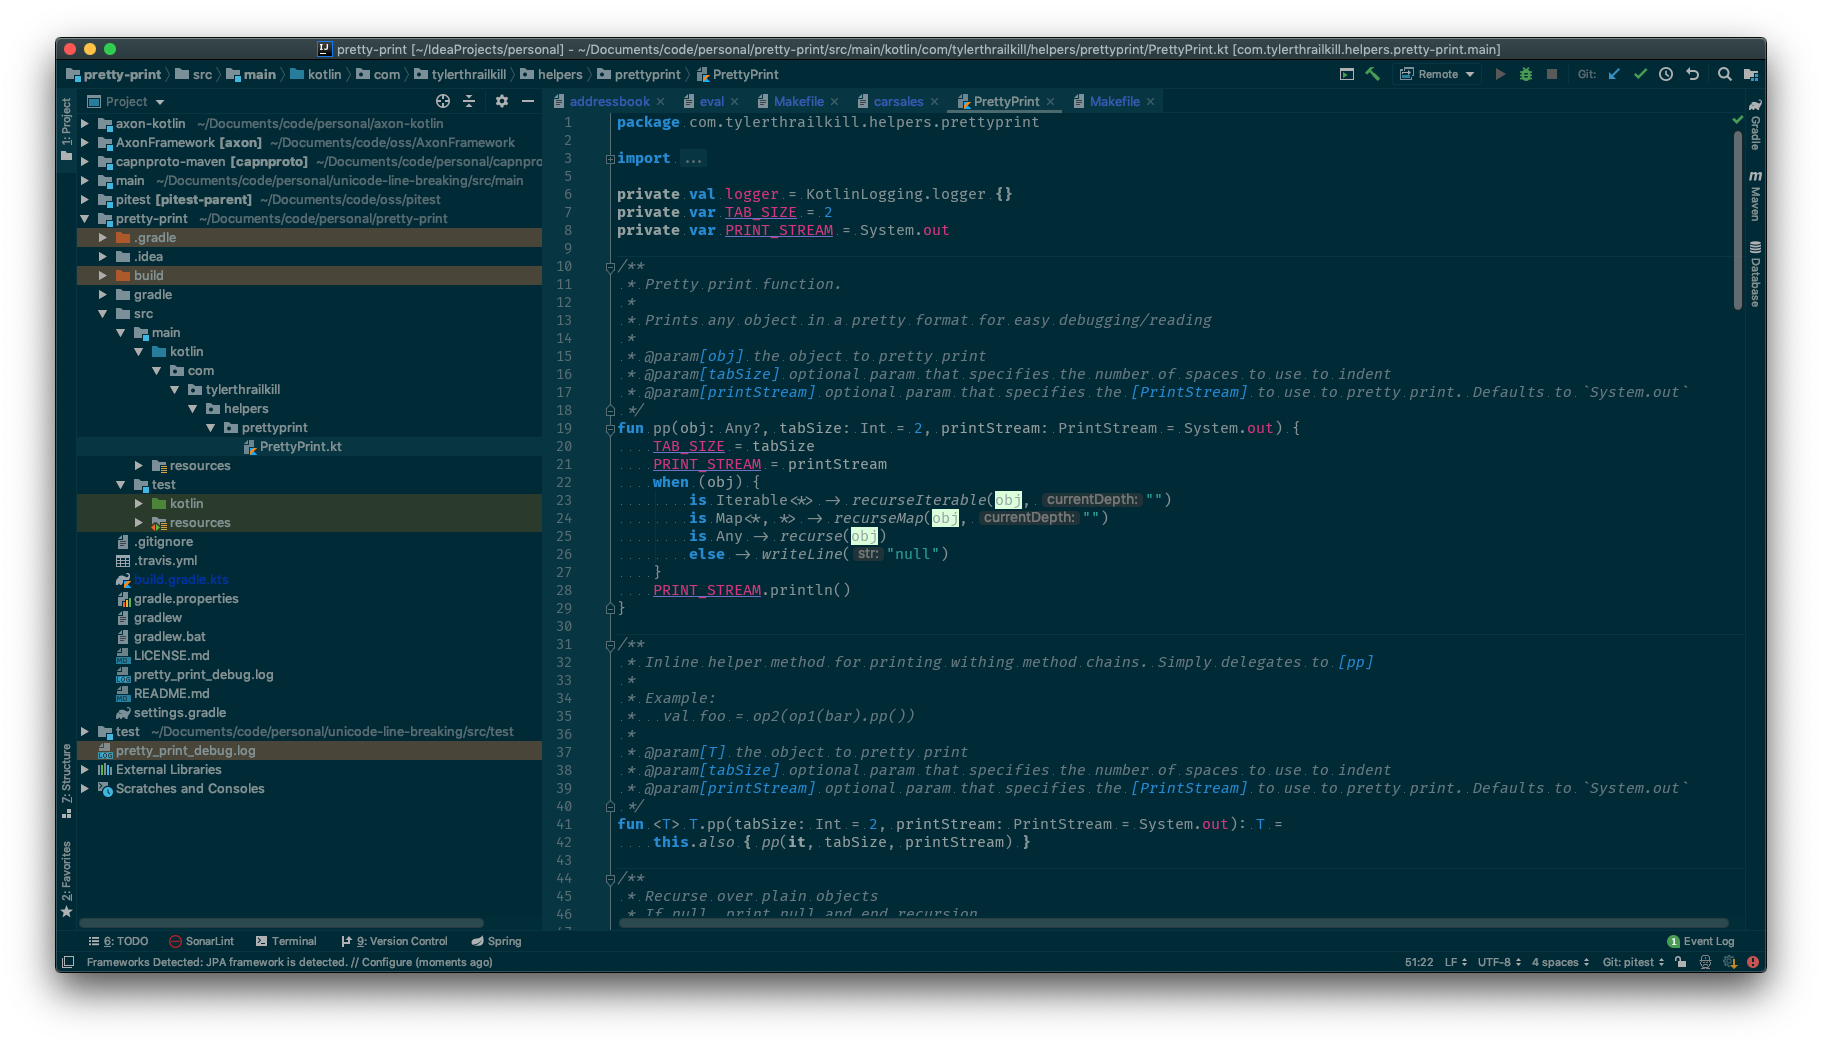 pretty-print [~/IdeaProjects/personal] - ~/Documents/code/personal/pretty-print/src/main/kotlin/com/tylerthrailkill/helpers/prettyprint/PrettyPrint.kt [com.tylerthrailkill.helpers.pretty-print.main]
pretty-print src main kotlin com tylerthrailkill helpers prettyprint PrettyPrint Remote Git:
1: Project
Project
axon-kotlin ~/Documents/code/personal/axon-kotlin
AxonFramework [axon] ~/Documents/code/oss/AxonFramework
capnproto-maven [capnproto] ~/Documents/code/personal/capnpro
main ~/Documents/code/personal/unicode-line-breaking/src/main
pitest [pitest-parent] ~/Documents/code/oss/pitest
pretty-print ~/Documents/code/personal/pretty-print
.gradle
.idea
build
gradle
src
main
kotlin
com
tylerthrailkill
helpers
prettyprint
PrettyPrint.kt
resources
test
kotlin
resources
.gitignore
.travis.yml
build.gradle.kts
gradle.properties
gradlew
gradlew.bat
LICENSE.md
pretty_print_debug.log
README.md
settings.gradle
test ~/Documents/code/personal/unicode-line-breaking/src/test
pretty_print_debug.log
External Libraries
Scratches and Consoles
Z: Structure
2: Favorites
addressbook eval Makefile carsales PrettyPrint Makefile
1 package com.tylerthrailkill.helpers.prettyprint
2
3 import ...
5
6 private val logger = KotlinLogging.logger {}
7 private var TAB_SIZE = 2
8 private var PRINT_STREAM = System.out
9
10 /**
11 * Pretty print function.
12 *
13 * Prints any object in a pretty format for easy debugging/reading
14 *
15 * @param[obj] the object to pretty print
16 * @param[tabSize] optional param that specifies the number of spaces to use to indent
17 * @param[printStream] optional param that specifies the [PrintStream] to use to pretty print. Defaults to `System.out`
18 */
19 fun pp(obj: Any?, tabSize: Int = 2, printStream: PrintStream = System.out) {
20 TAB_SIZE = tabSize
21 PRINT_STREAM = printStream
22 when (obj) {
23 is Iterable<*> -> recurseIterable(obj, currentDepth: "")
24 is Map<*, *> -> recurseMap(obj, currentDepth: "")
25 is Any -> recurse(obj)
26 else -> writeLine( str: "null")
27 }
28 PRINT_STREAM.println()
29 }
30
31 /**
32 * Inline helper method for printing withing method chains. Simply delegates to [pp]
33 *
34 * Example:
35 * val foo = op2(op1(bar).pp())
36 *
37 * @param[T] the object to pretty print
38 * @param[tabSize] optional param that specifies the number of spaces to use to indent
39 * @param[printStream] optional param that specifies the [PrintStream] to use to pretty print. Defaults to `System.out`
40 */
41 fun <T> T.pp(tabSize: Int = 2, printStream: PrintStream = System.out): T =
42 this.also { pp(it, tabSize, printStream) }
43
44 /**
45 * Recurse over plain objects
46 * If null, print null and end recursion
Gradle
Maven
Database
6: TODO SonarLint Terminal 9: Version Control Spring 1 Event Log
Frameworks Detected: JPA framework is detected. // Configure (moments ago) 51:22 LF UTF-8 4 spaces Git: pitest